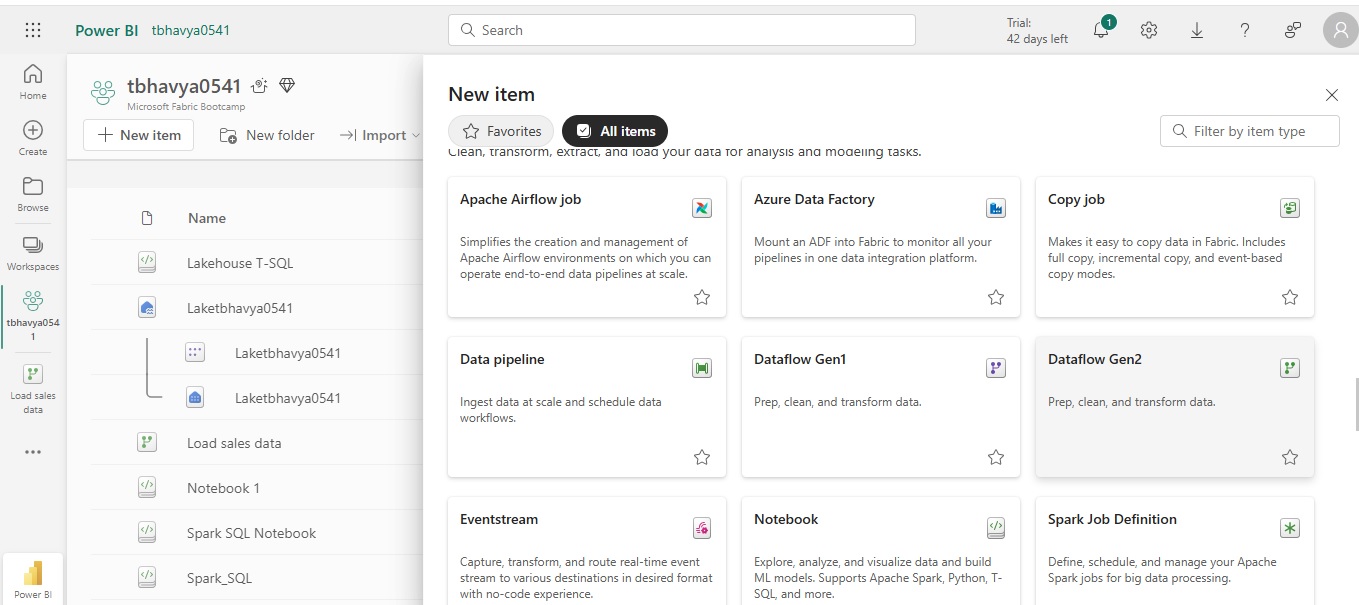 Power BI tbhavya0541
Search
Trial:
42 days left
1
Home
Create
Browse
Workspaces
tbhavya054
1
Load sales
data
Power BI
tbhavya0541
Microsoft Fabric Bootcamp
New item
New folder
Import
Name
Lakehouse T-SQL
Laketbhavya0541
Laketbhavya0541
Laketbhavya0541
Load sales data
Notebook 1
Spark SQL Notebook
Spark_SQL
New item
Favorites
All items
Filter by item type
Clean, transform, extract, and load your data for analysis and modeling tasks.
Apache Airflow job
Simplifies the creation and management of
Apache Airflow environments on which you can
operate end-to-end data pipelines at scale.
Azure Data Factory
Mount an ADF into Fabric to monitor all your
pipelines in one data integration platform.
Copy job
Makes it easy to copy data in Fabric. Includes
full copy, incremental copy, and event-based
copy modes.
Data pipeline
Ingest data at scale and schedule data
workflows.
Dataflow Gen1
Prep, clean, and transform data.
Dataflow Gen2
Prep, clean, and transform data.
Eventstream
Capture, transform, and route real-time event
stream to various destinations in desired format
with no-code experience.
Notebook
Explore, analyze, and visualize data and build
ML models. Supports Apache Spark, Python, T-
SQL, and more.
Spark Job Definition
Define, schedule, and manage your Apache
Spark jobs for big data processing.